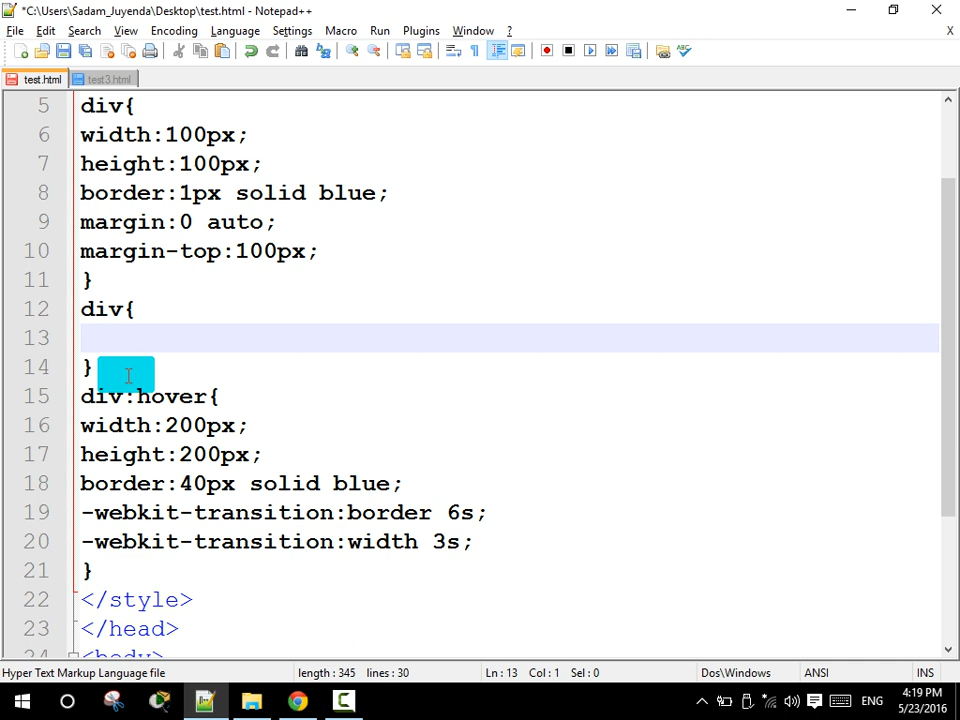 *C:\Users\Sadam_Juyenda\Desktop\test.html - Notepad++
File Edit Search View Encoding Language Settings Macro Run Plugins Window ? X
test.html test3.html
5 div{
6 width:100px;
7 height:100px;
8 border:1px solid blue;
9 margin:0 auto;
10 margin-top:100px;
11 }
12 div{
13
14 }
15 div:hover{
16 width:200px;
17 height:200px;
18 border:40px solid blue;
19 -webkit-transition:border 6s;
20 -webkit-transition:width 3s;
21 }
22 </style>
23 </head>
24 <body>
Hyper Text Markup Language file length : 345 lines : 30 Ln : 13 Col : 1 Sel : 0 Dos\Windows ANSI INS
ENG 4:19 PM
5/23/2016